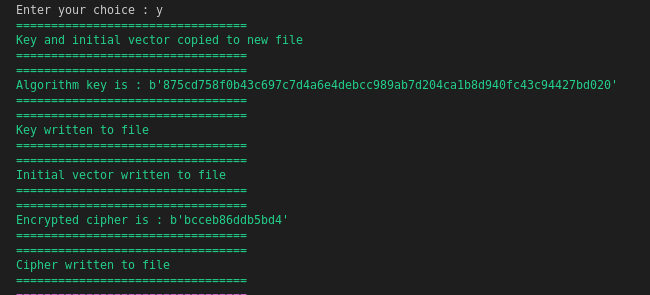 Enter your choice : y
=================================
Key and initial vector copied to new file
=================================
=================================
Algorithm key is : b'875cd758f0b43c697c7d4a6e4debcc989ab7d204ca1b8d940fc43c94427bd020'
=================================
=================================
Key written to file
=================================
=================================
Initial vector written to file
=================================
=================================
Encrypted cipher is : b'bcceb86ddb5bd4'
=================================
=================================
Cipher written to file
=================================
=================================